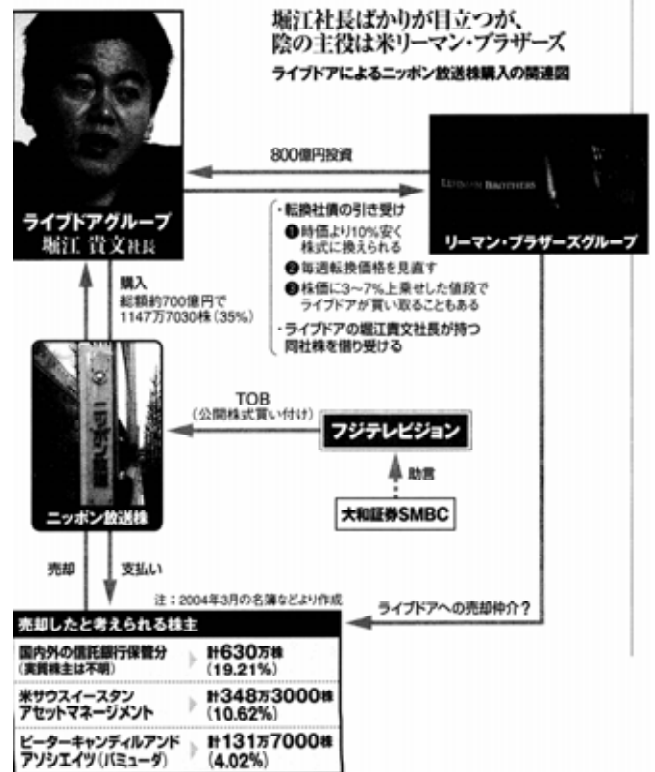 堀江社長ばかりが目立つが、
陰の主役は米リーマン・ブラザーズ
ライブドアによるニッポン放送株購入の関連図
800億円投資
LEHMAN BROTHERS
ライブドアグループ
堀江 貴文社長
リーマン・ブラザーズグループ
・転換社債の引き受け
❶時価より10%安く
株式に換えられる
❷毎週転換価格を見直す
❸株価に3〜7%上乗せした値段で
ライブドアが買い取ることもある
・ライブドアの堀江貴文社長が持つ
同社株を借り受ける
購入
総額約700億円で
1147万7030株(35%)
TOB
(公開株式買い付け)
フジテレビジョン
助言
大和証券SMBC
ニッポン放送
ニッポン放送株
売却
支払い
注：2004年3月の名簿などより作成
ライブドアへの売却仲介？
売却したと考えられる株主
国内外の信託銀行保管分
(実質株主は不明)
計630万株
(19.21%)
米サウスイースタン
アセットマネージメント
計348万3000株
(10.62%)
ピーターキャンディルアンド
アソシエイツ(バミューダ)
計131万7000株
(4.02%)